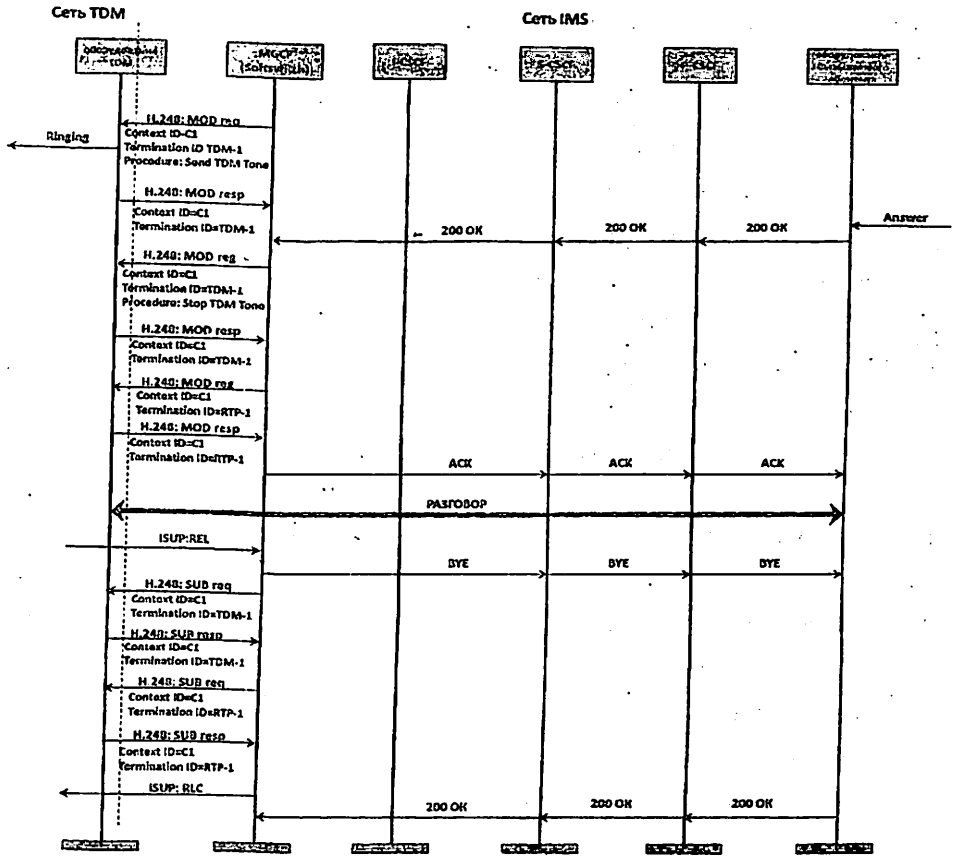 Сеть TDM
Сеть IMS
TDM
MGCF
(Softswitch)
H.248: MOD req
Context ID=C1
Termination ID TDM-1
Procedure: Send TDM Tone
Ringing
H.248: MOD resp
Context ID=C1
Termination ID=TDM-1
Answer
200 OK
200 OK
200 OK
H.248: MOD reg
Context ID=C1
Termination ID=TDM-1
Procedure: Stop TDM Tone
H.248: MOD resp
Context ID=C1
Termination ID=TDM-1
H.248: MOD reg
Context ID=C1
Termination ID=RTP-1
H.248: MOD resp
Context ID=C1
Termination ID=RTP-1
ACK
ACK
ACK
РАЗГОВОР
ISUP:REL
BYE
BYE
BYE
H.248: SUB req
Context ID=C1
Termination ID=TDM-1
H.248: SUB resp
Context ID=C1
Termination ID=TDM-1
H.248: SUB req
Context ID=C1
Termination ID=RTP-1
H.248: SUB resp
Context ID=C1
Termination ID=RTP-1
ISUP: RLC
200 OK
200 OK
200 OK